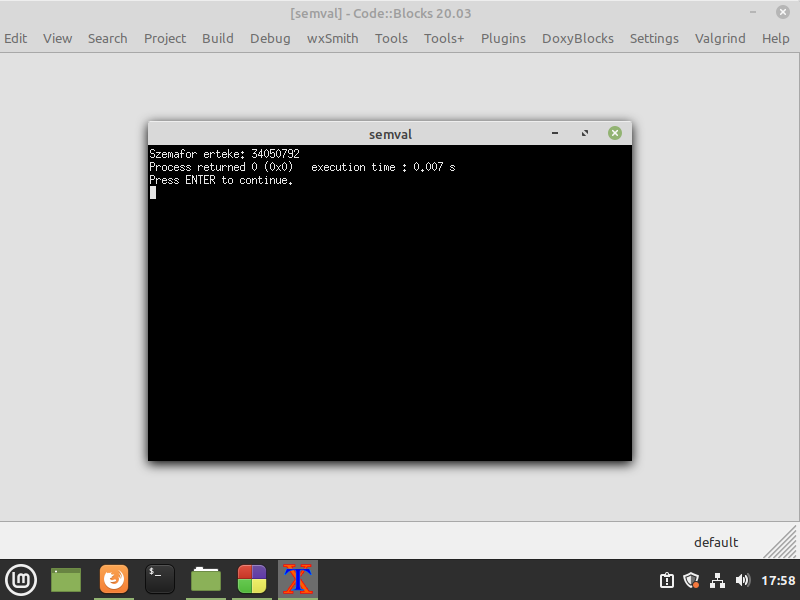 [semval] - Code::Blocks 20.03
Edit View Search Project Build Debug wxSmith Tools Tools+ Plugins DoxyBlocks Settings Valgrind Help
semval
Szemafor erteke: 34050792
Process returned 0 (0x0)   execution time : 0.007 s
Press ENTER to continue.
default
lm $_ 17:58